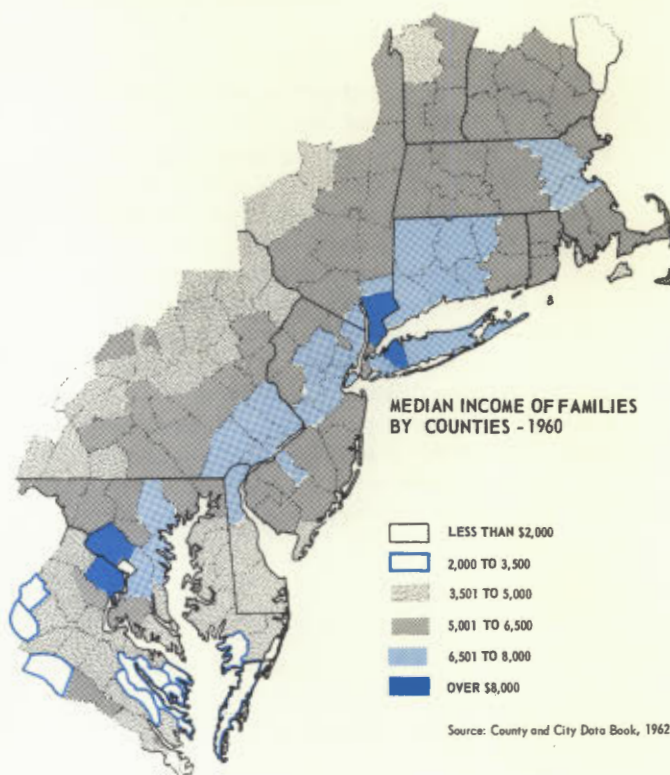 MEDIAN INCOME OF FAMILIES
BY COUNTIES - 1960
LESS THAN $2,000
2,000 TO 3,500
3,501 TO 5,000
5,001 TO 6,500
6,501 TO 8,000
OVER $8,000
Source: County and City Data Book, 1962